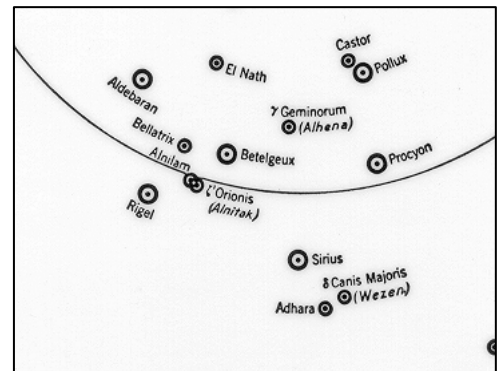 Castor
El Nath
Pollux
Aldebaran
γ Geminorum
(Alhena)
Bellatrix
Betelgeux
Procyon
Alnilam
ζ'Orionis
(Alnitak)
Rigel
Sirius
δ Canis Majoris
(Wezen,)
Adhara